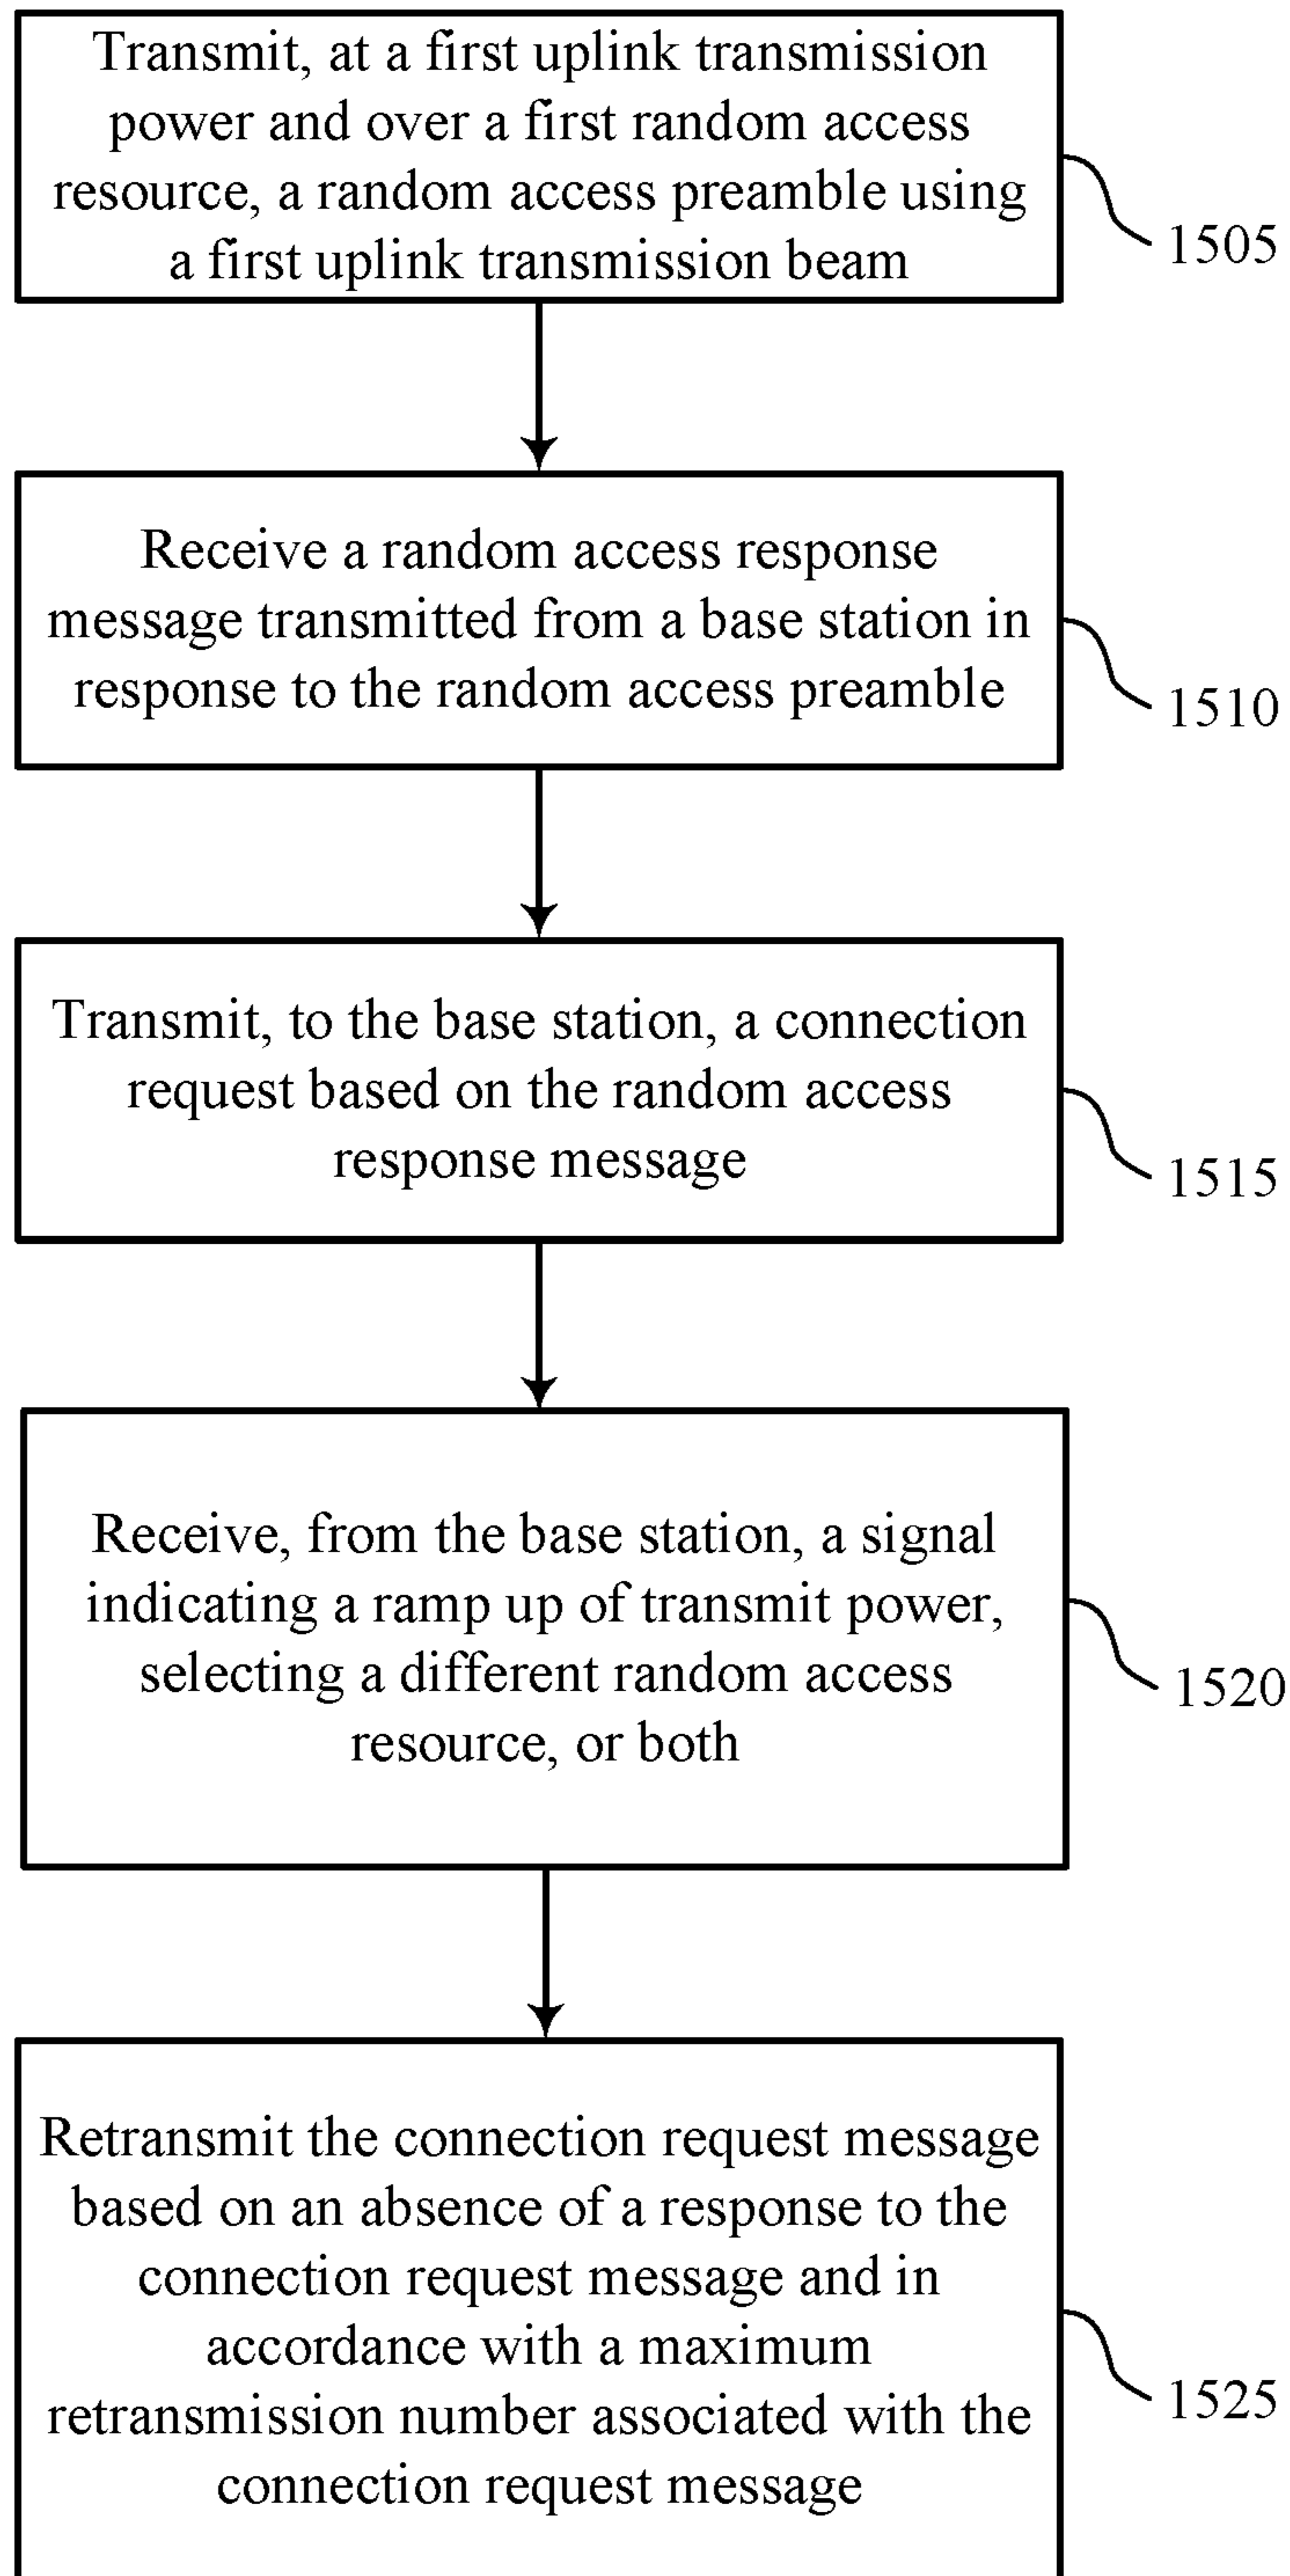 Transmit, at a first uplink transmission
power and over a first random access
resource, a random access preamble using
a first uplink transmission beam
1505
Receive a random access response
message transmitted from a base station in
response to the random access preamble
1510
Transmit, to the base station, a connection
request based on the random access
response message
1515
Receive, from the base station, a signal
indicating a ramp up of transmit power,
selecting a different random access
resource, or both
1520
Retransmit the connection request message
based on an absence of a response to the
connection request message and in
accordance with a maximum
retransmission number associated with the
connection request message
1525